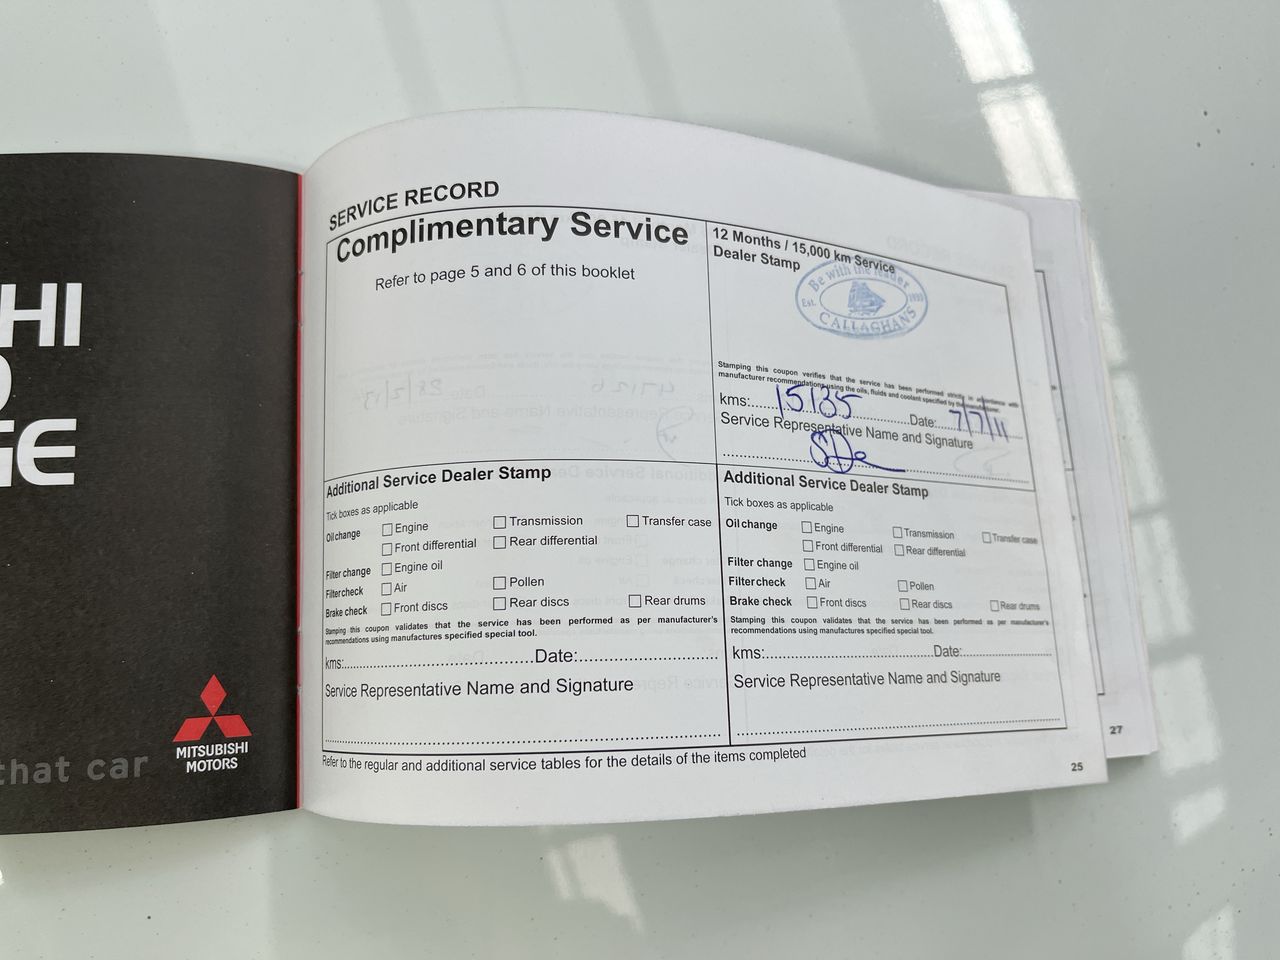 HI
GE
that car
MITSUBISHI
MOTORS
SERVICE RECORD
Complimentary Service
Refer to page 5 and 6 of this booklet
12 Months / 15,000 km Service
Dealer Stamp
Be with the leader
Est. 1930
CALLAGHANS
Stamping this coupon verifies that the service has been performed strictly in accordance with
manufacturer recommendations using the oils, fluids and coolant specified by the manufacturer.
kms: 15135 Date: 7/7/11
Service Representative Name and Signature
Additional Service Dealer Stamp
Tick boxes as applicable
Oil change Engine Transmission Transfer case
Front differential Rear differential
Filter change Engine oil
Filter check Air Pollen
Brake check Front discs Rear discs Rear drums
Stamping this coupon validates that the service has been performed as per manufacturer's
recommendations using manufactures specified special tool.
kms: Date:
Service Representative Name and Signature
Additional Service Dealer Stamp
Tick boxes as applicable
Oil change Engine Transmission Transfer case
Front differential Rear differential
Filter change Engine oil
Filter check Air Pollen
Brake check Front discs Rear discs Rear drums
Stamping this coupon validates that the service has been performed as per manufacturer's
recommendations using manufactures specified special tool.
kms: Date:
Service Representative Name and Signature
Refer to the regular and additional service tables for the details of the items completed
25
27